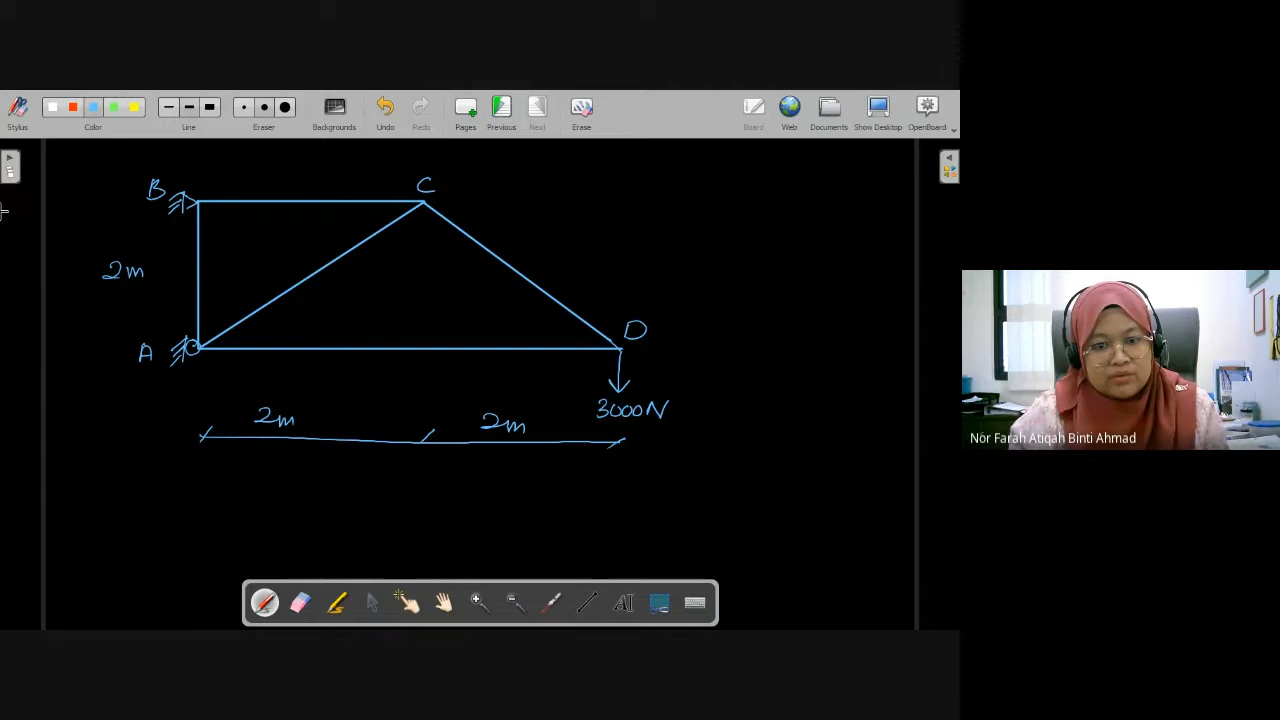 Stylus Color Line Eraser Backgrounds Undo Redo Pages Previous Next Erase Board Web Documents Show Desktop OpenBoard
B
C
2m
A
D
3000N
2m
2m
Nor Farah Atiqah Binti Ahmad
AI